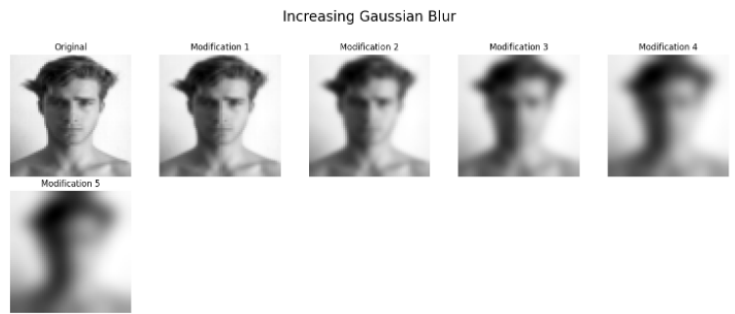 Increasing Gaussian Blur
Original
Modification 1
Modification 2
Modification 3
Modification 4
Modification 5